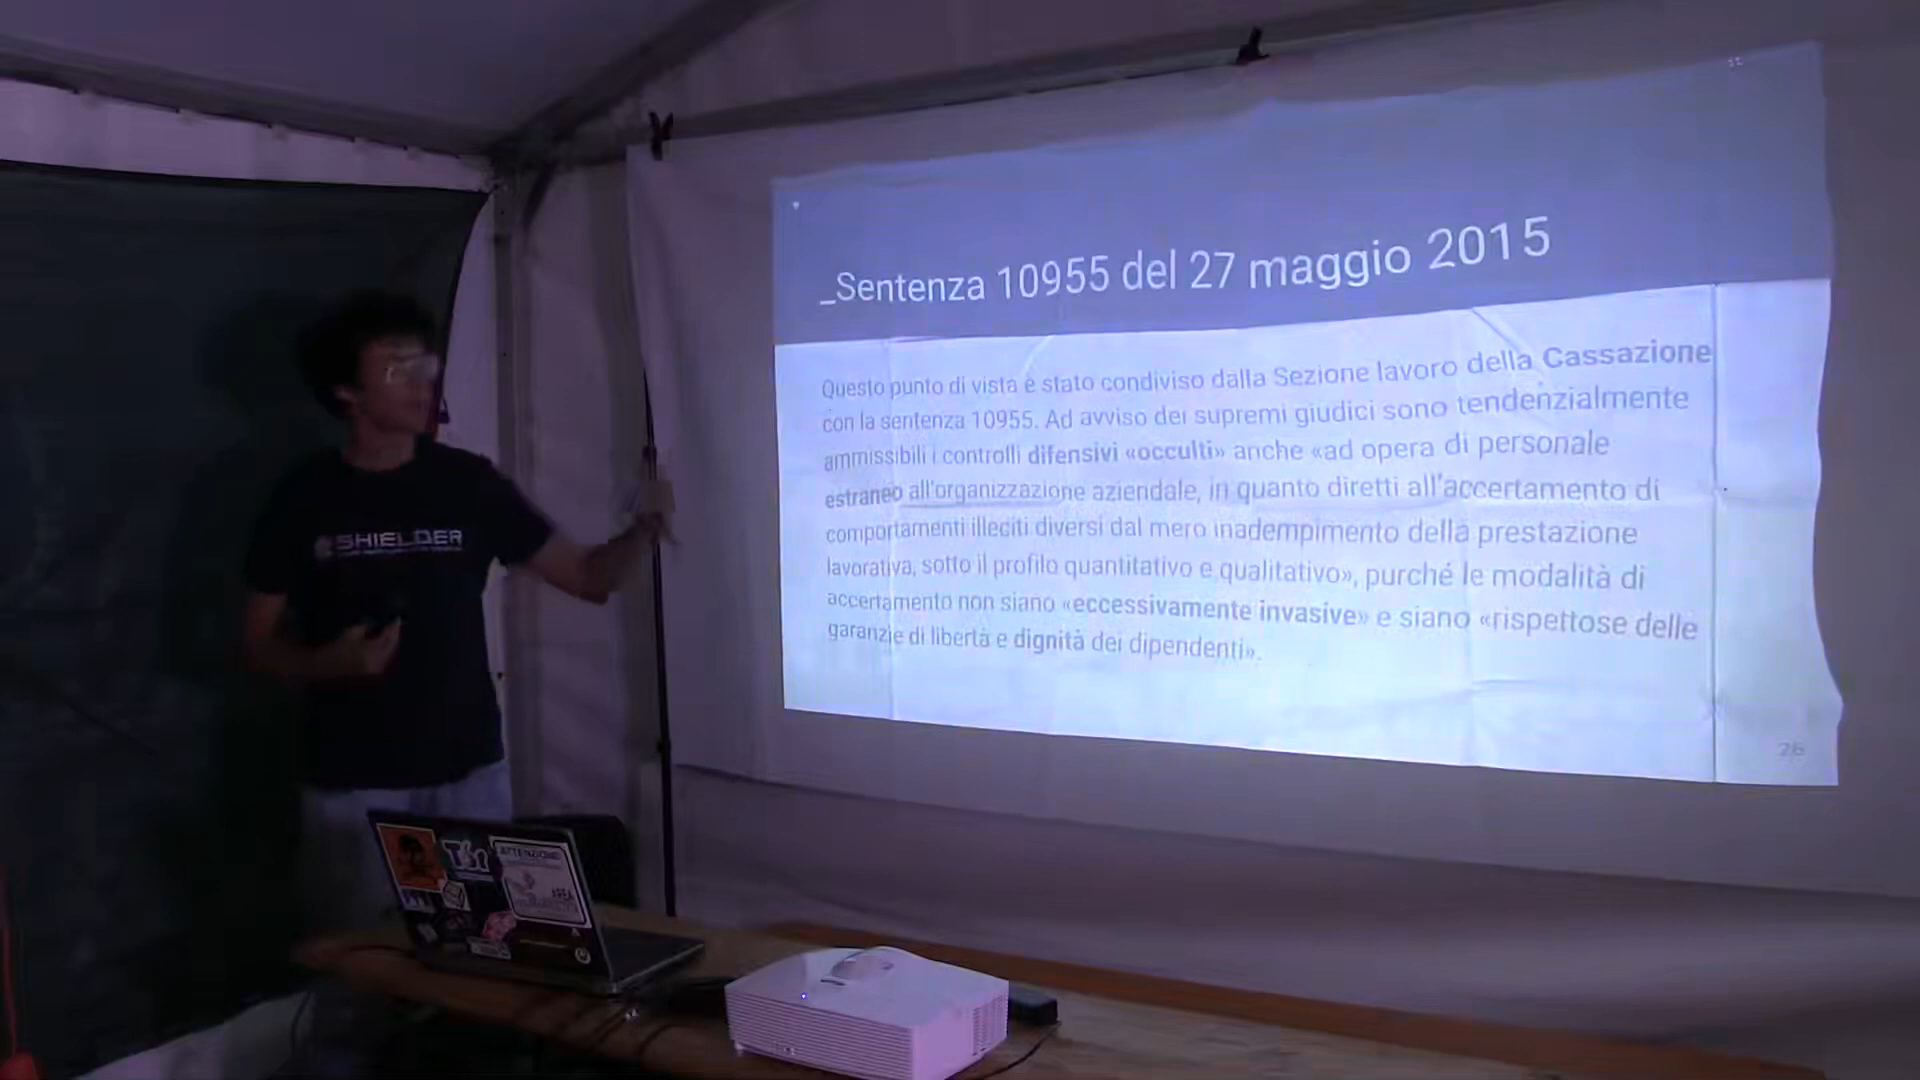 _Sentenza 10955 del 27 maggio 2015
Questo punto di vista è stato condiviso dalla Sezione lavoro della Cassazione
con la sentenza 10955. Ad avviso dei supremi giudici sono tendenzialmente
ammissibili i controlli difensivi «occulti» anche «ad opera di personale
estraneo all'organizzazione aziendale, in quanto diretti all'accertamento di
comportamenti illeciti diversi dal mero inadempimento della prestazione
lavorativa, sotto il profilo quantitativo e qualitativo», purché le modalità di
accertamento non siano «eccessivamente invasive» e siano «rispettose delle
garanzie di libertà e dignità dei dipendenti».
26
SHIELDER
Tor
ATTENZIONE
AREA